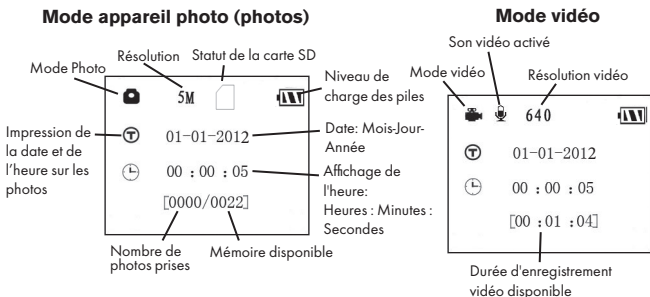 Mode appareil photo (photos)
Mode Photo
Résolution
Statut de la carte SD
5M
Niveau de
charge des piles
Impression de
la date et de
l'heure sur les
photos
T
01-01-2012
Date: Mois-Jour-
Année
00 : 00 : 05
Affichage de
l'heure:
Heures : Minutes :
Secondes
[0000/0022]
Nombre de
photos prises
Mémoire disponible
Mode vidéo
Son vidéo activé
Mode vidéo
Résolution vidéo
640
T
01-01-2012
00 : 00 : 05
[00 :01 :04]
Durée d'enregistrement
vidéo disponible